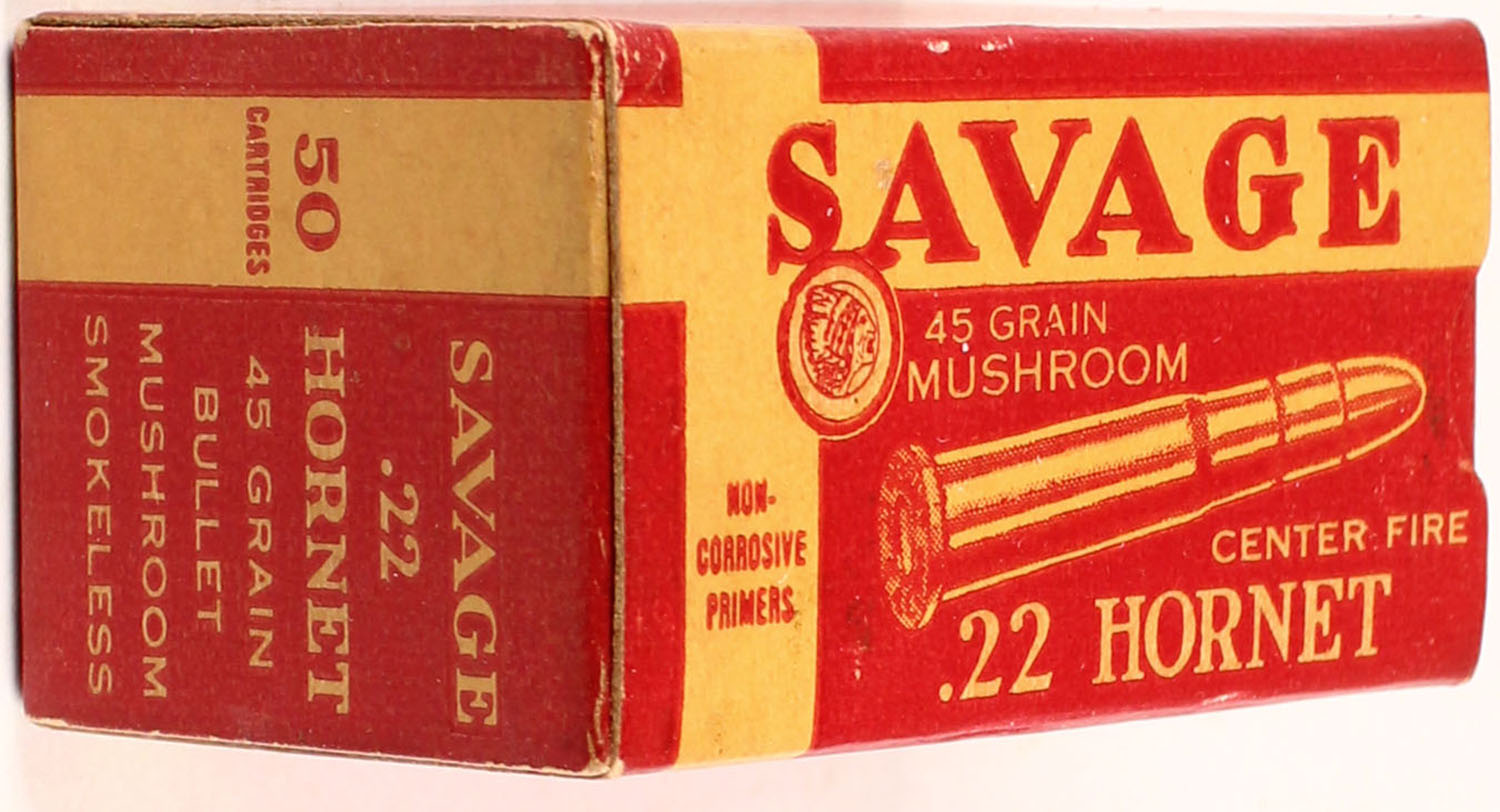 SAVAGE
45 GRAIN
MUSHROOM
CENTER FIRE
.22 HORNET
NON-
CORROSIVE
PRIMERS
50
CARTRIDGES
SAVAGE
.22
HORNET
45 GRAIN
BULLET
MUSHROOM
SMOKELESS